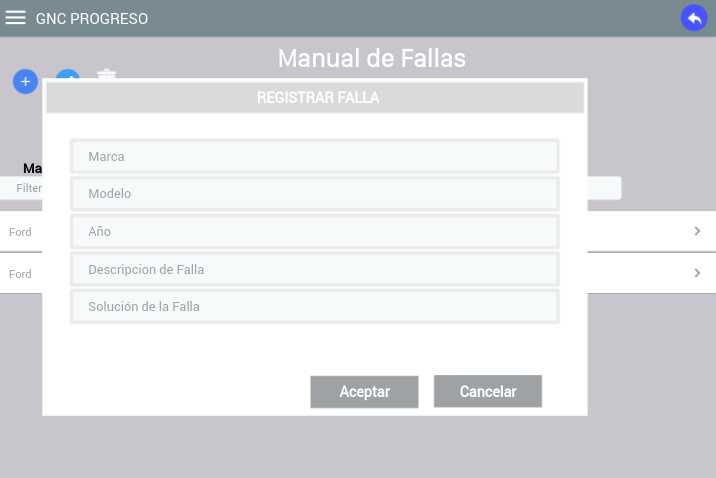 GNC PROGRESO
Manual de Fallas
REGISTRAR FALLA
Marca
Ma
Filter
Modelo
Ford
Año
Ford
Descripcion de Falla
Solución de la Falla
Aceptar
Cancelar